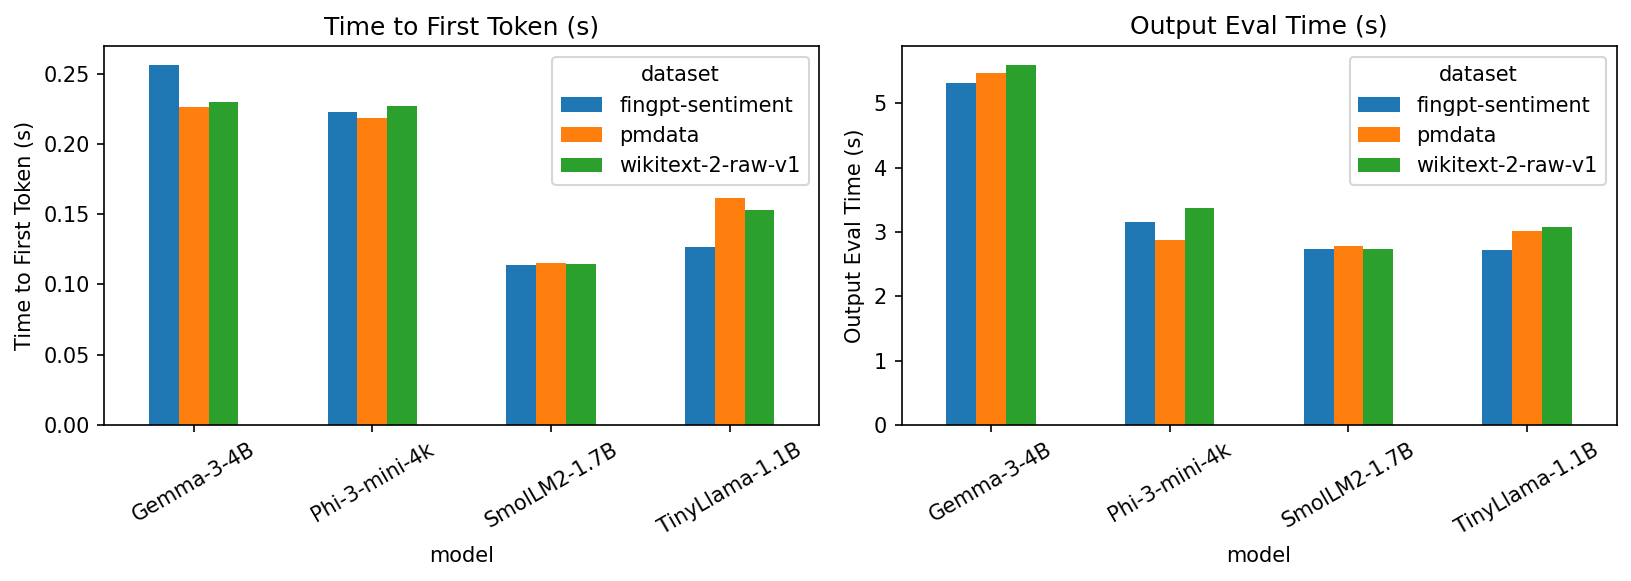 Time to First Token (s)
Time to First Token (s)
0.25
0.20
0.15
0.10
0.05
0.00
dataset
fingpt-sentiment
pmdata
wikitext-2-raw-v1
Gemma-3-4B
Phi-3-mini-4k
SmolLM2-1.7B
TinyLlama-1.1B
model
Output Eval Time (s)
Output Eval Time (s)
5
4
3
2
1
0
dataset
fingpt-sentiment
pmdata
wikitext-2-raw-v1
Gemma-3-4B
Phi-3-mini-4k
SmolLM2-1.7B
TinyLlama-1.1B
model